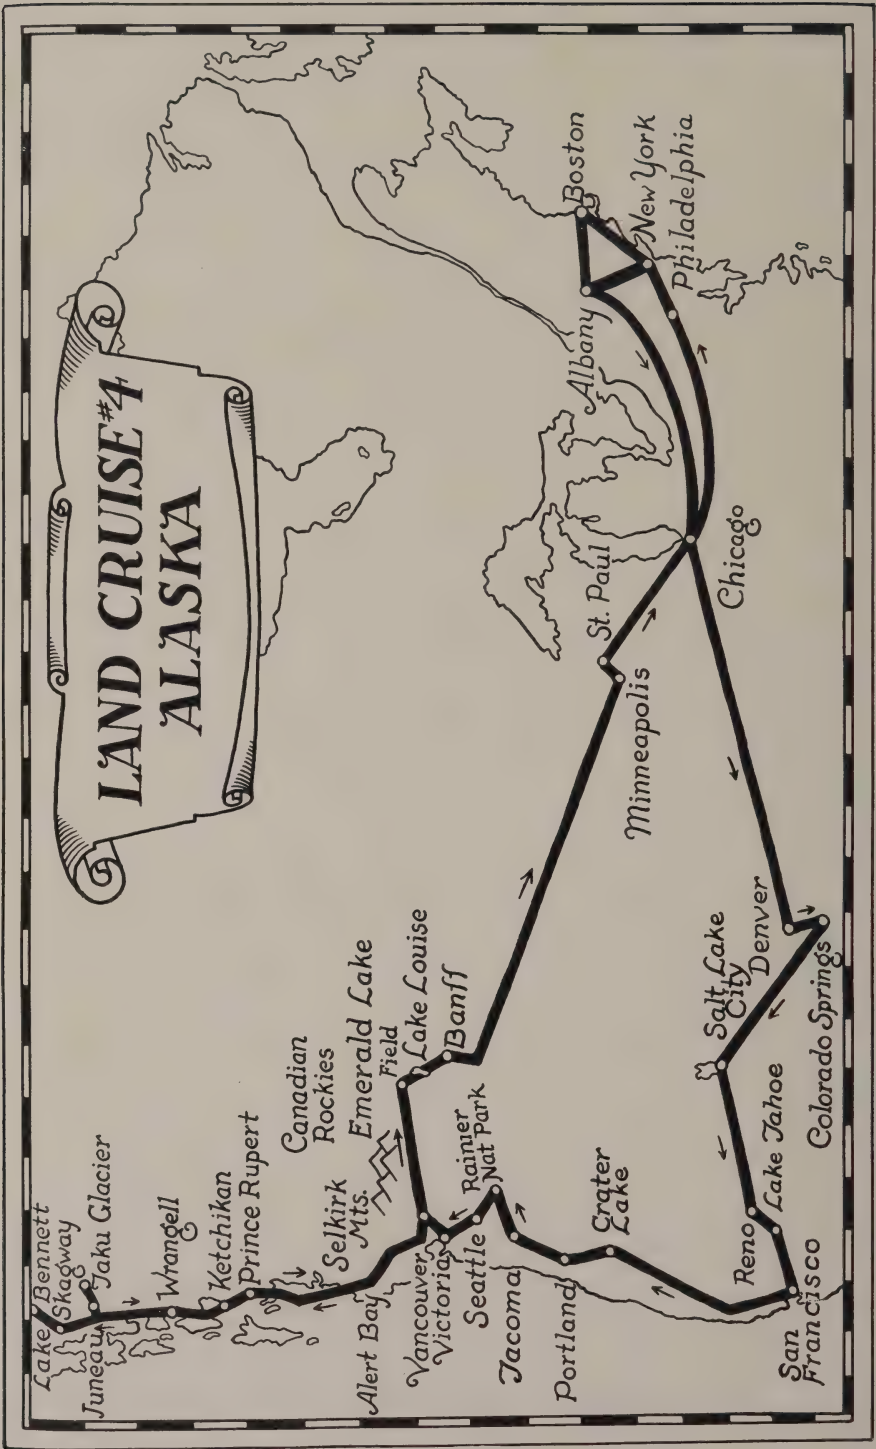 LAND CRUISE #4
ALASKA
Lake Bennett
Skagway
Taku Glacier
Juneau
Wrangell
Ketchikan
Prince Rupert
Canadian
Rockies
Selkirk
Mts.
Alert Bay
Emerald Lake
Field
Lake Louise
Banff
Vancouver
Victoria
Seattle
Rainier
Nat Park
Tacoma
Portland
Crater
Lake
Reno
Lake Tahoe
San
Francisco
Salt Lake
City
Denver
Colorado Springs
Minneapolis
St. Paul
Chicago
Albany
Boston
New York
Philadelphia